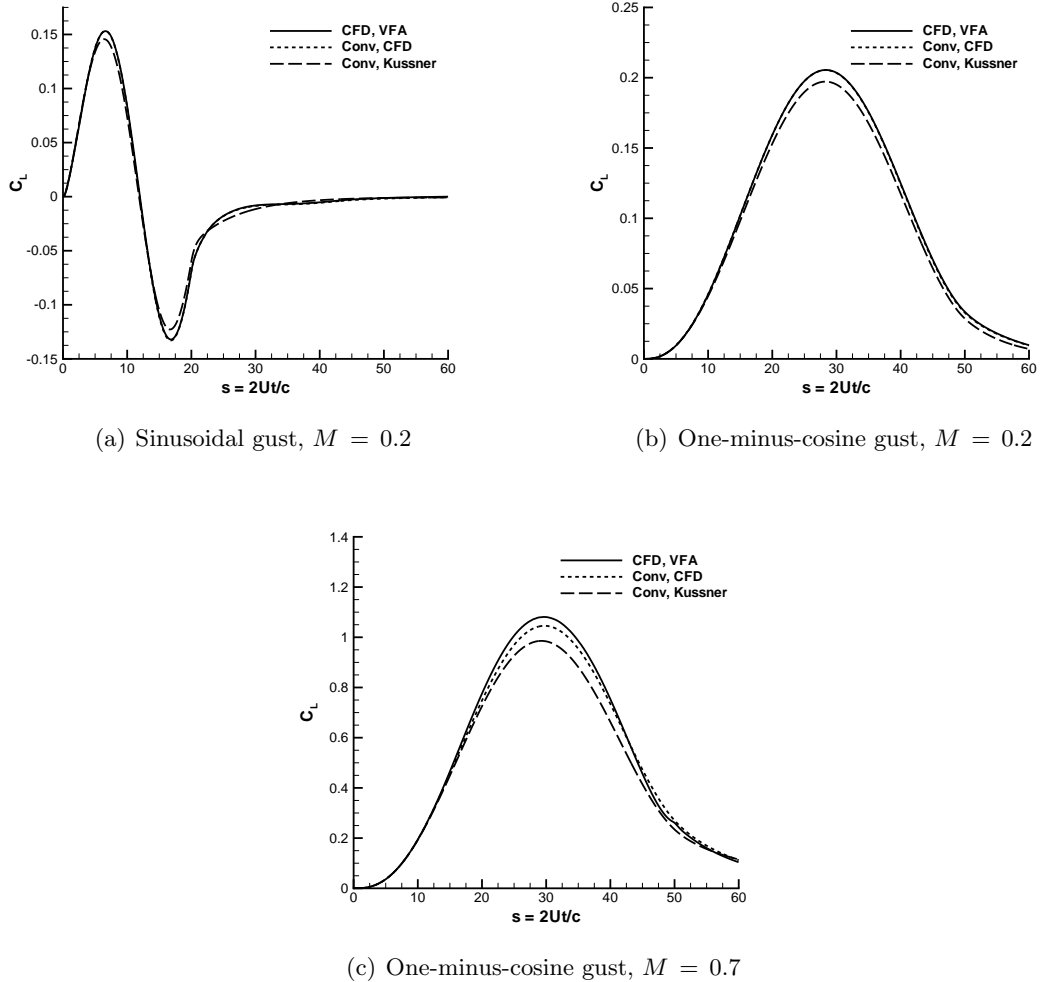 0.15
0.1
0.05
0
-0.05
-0.1
-0.15
C_L
0 10 20 30 40 50 60
s = 2Ut/c
CFD, VFA
Conv, CFD
Conv, Kussner
(a) Sinusoidal gust, M = 0.2
0.25
0.2
0.15
0.1
0.05
0
C_L
0 10 20 30 40 50 60
s = 2Ut/c
CFD, VFA
Conv, CFD
Conv, Kussner
(b) One-minus-cosine gust, M = 0.2
1.4
1.2
1
0.8
0.6
0.4
0.2
0
C_L
0 10 20 30 40 50 60
s = 2Ut/c
CFD, VFA
Conv, CFD
Conv, Kussner
(c) One-minus-cosine gust, M = 0.7